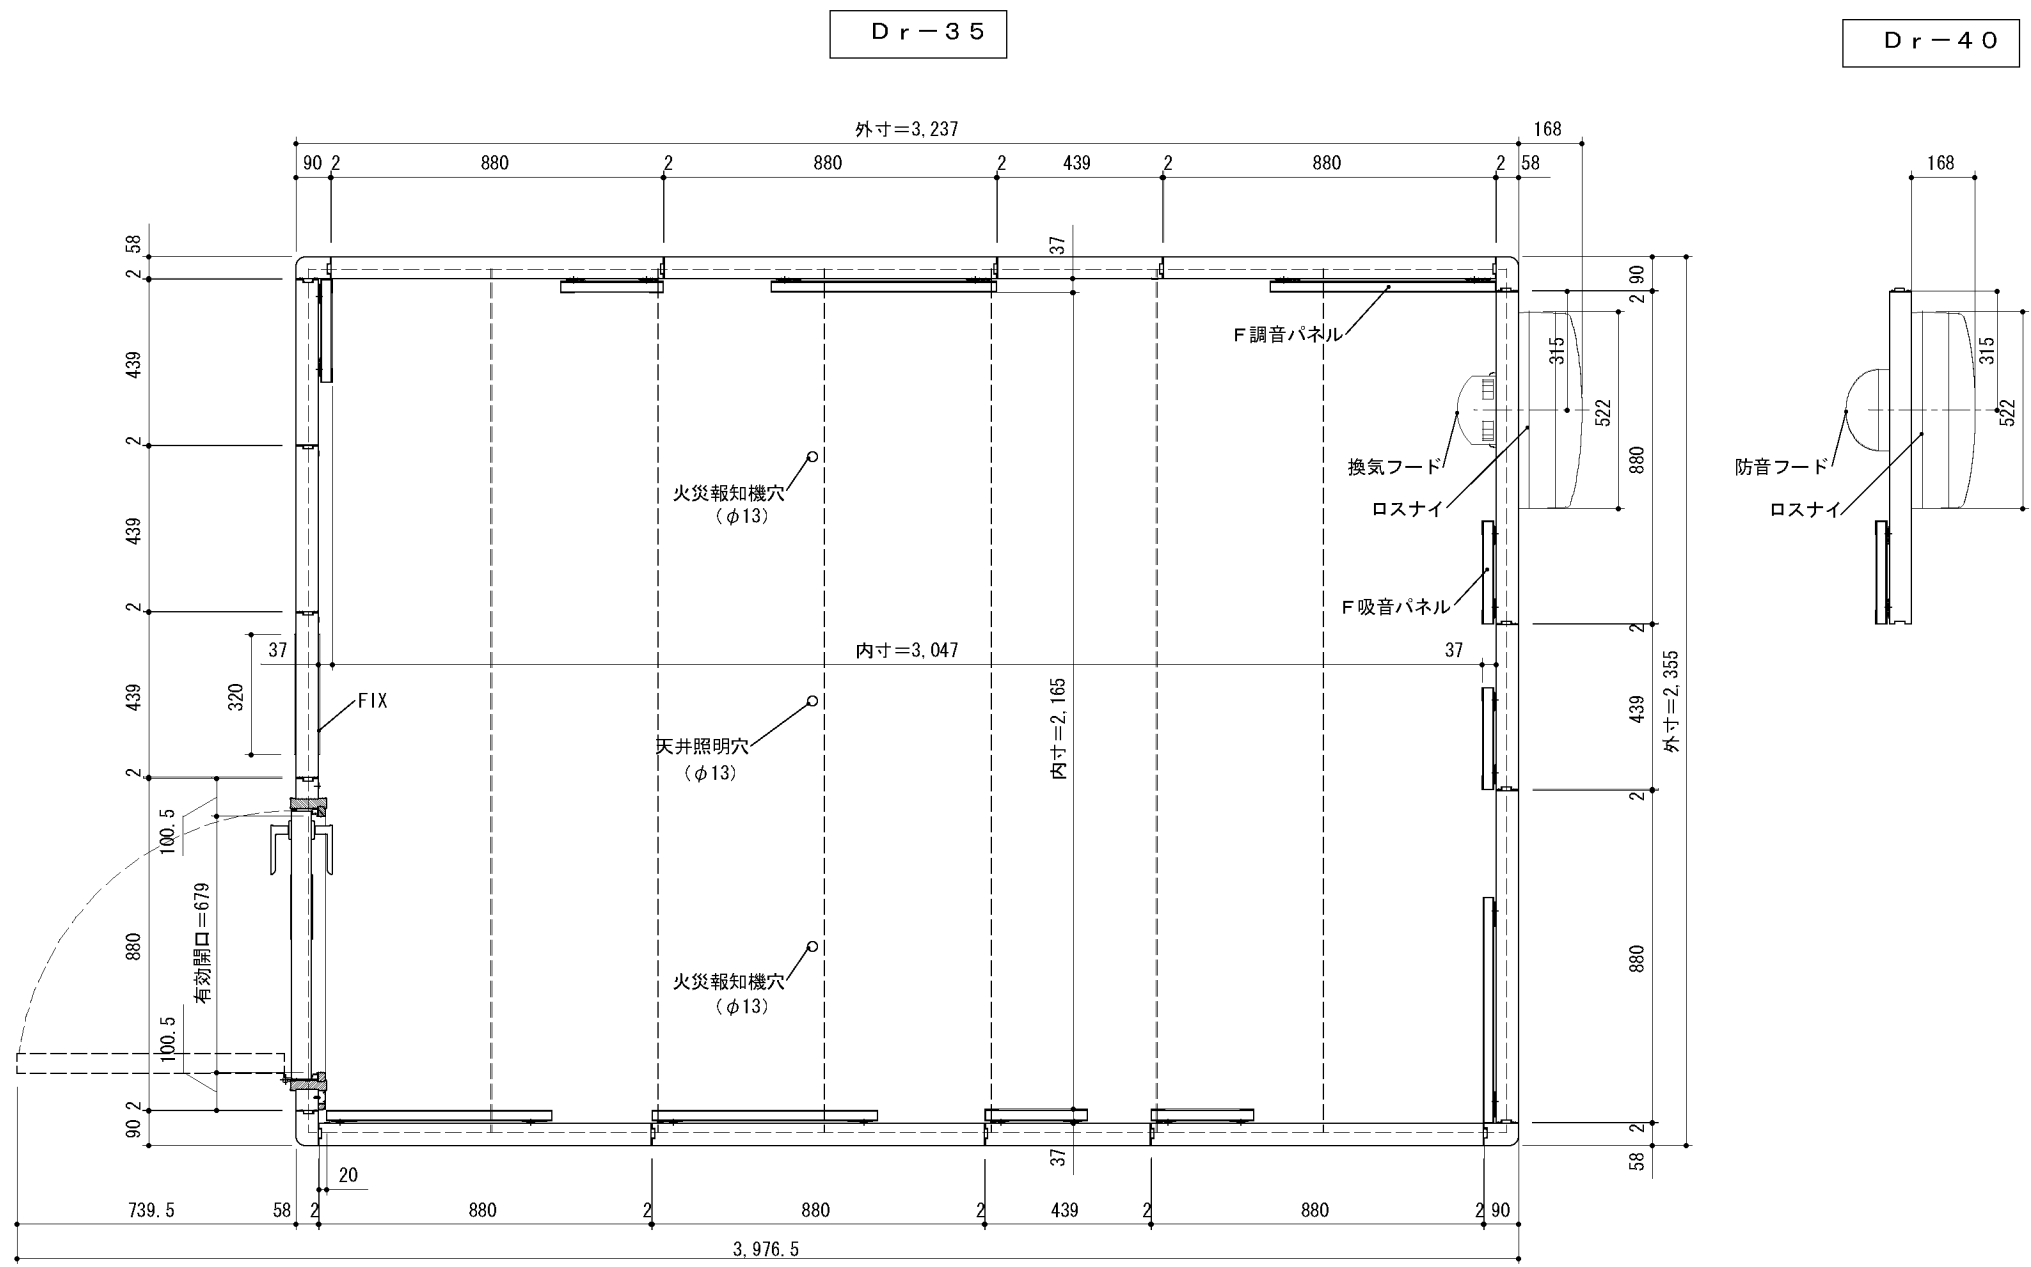 Ｄｒ－３５
Ｄｒ－４０
外寸＝3,237
168
90 2 880 2 880 2 439 2 880 2 58
168
58
2
439
2
439
2
439
2
880
2
90
37
90
2
315
522
880
2
439
2
880
2
58
外寸＝2,355
315
522
Ｆ調音パネル
換気フード
ロスナイ
防音フード
ロスナイ
火災報知機穴
（φ13）
Ｆ吸音パネル
37
内寸＝3,047
37
320
FIX
内寸＝2,165
天井照明穴
（φ13）
100.5
有効開口＝679
100.5
火災報知機穴
（φ13）
37
20
739.5 58 2 880 2 880 2 439 2 880 2 90
3,976.5